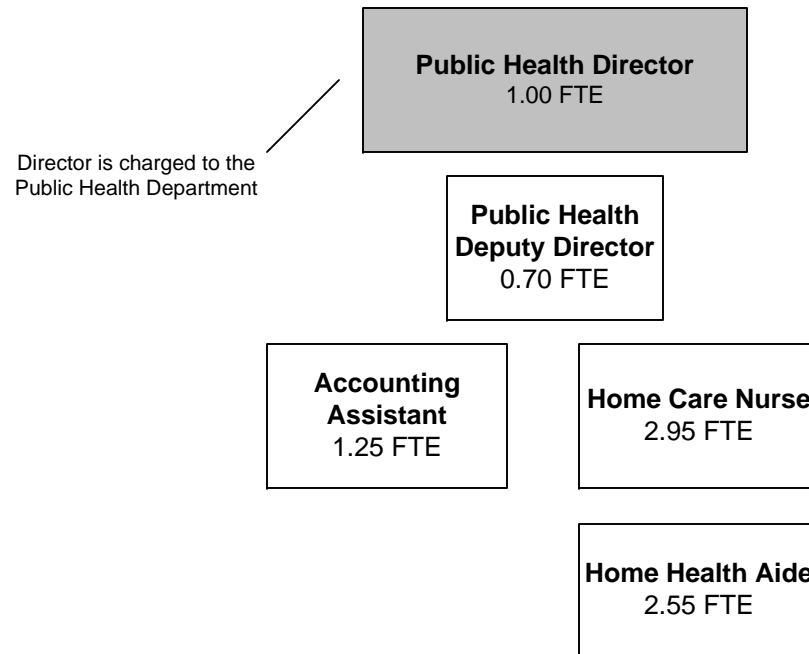 Public Health Director
1.00 FTE
Director is charged to the
Public Health Department
Public Health
Deputy Director
0.70 FTE
Accounting
Assistant
1.25 FTE
Home Care Nurse
2.95 FTE
Home Health Aide
2.55 FTE